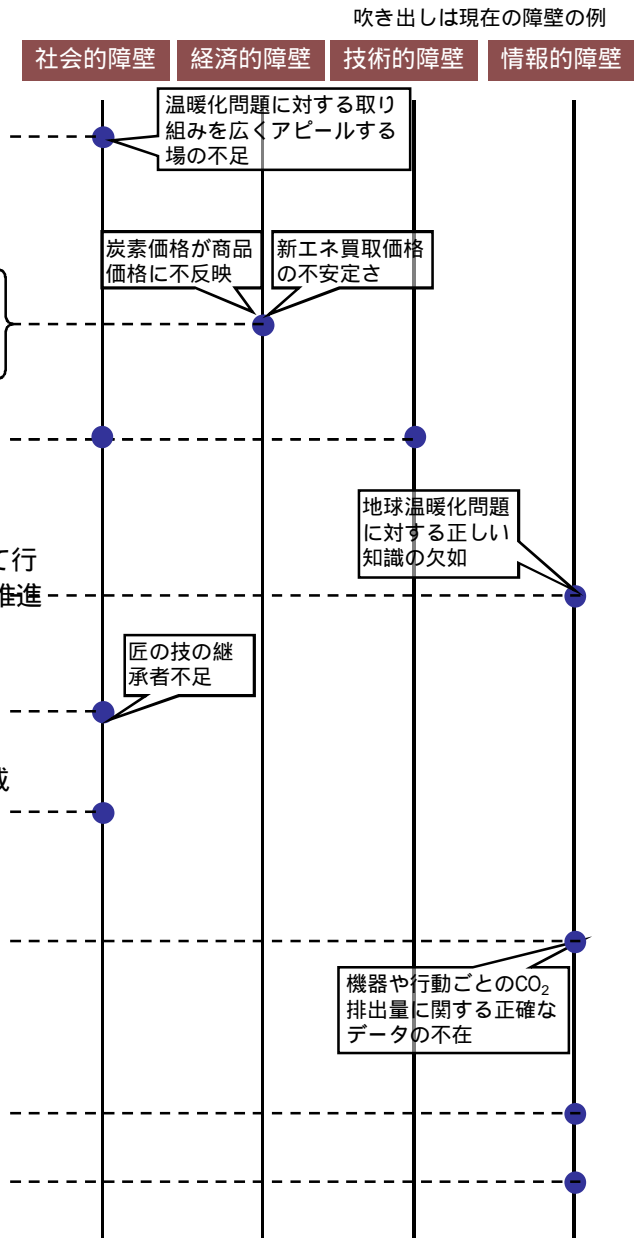 吹き出しは現在の障壁の例
社会的障壁 経済的障壁 技術的障壁 情報的障壁
温暖化問題に対する取り
組みを広くアピールする
場の不足
炭素価格が商品
価格に不反映
新エネ買取価格
の不安定さ
地球温暖化問題
に対する正しい
知識の欠如
て行
推進
匠の技の継
承者不足
機器や行動ごとのCO₂
排出量に関する正確な
データの不在